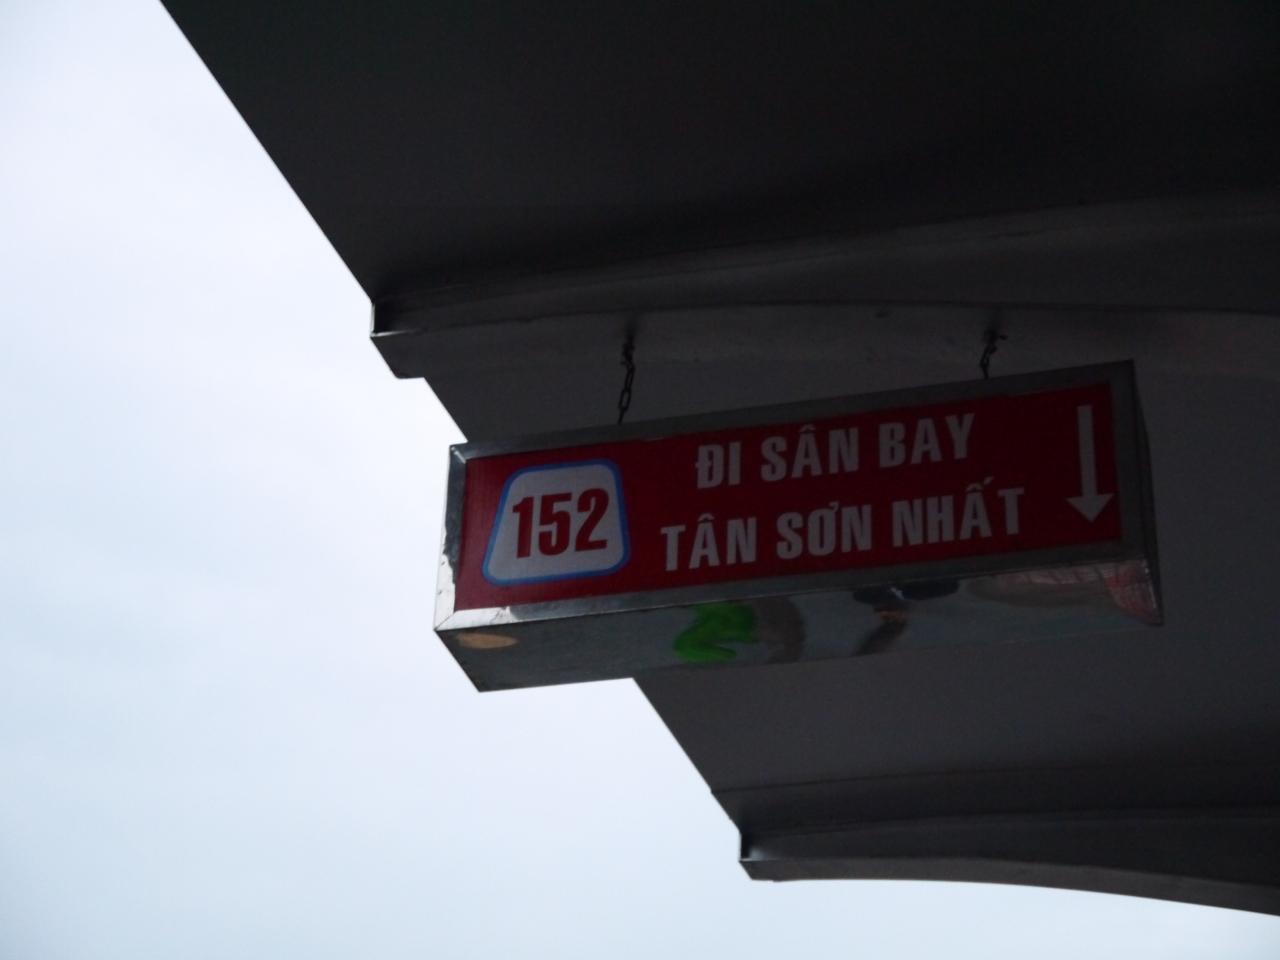 152
ĐI SÂN BAY
TÂN SƠN NHẤT